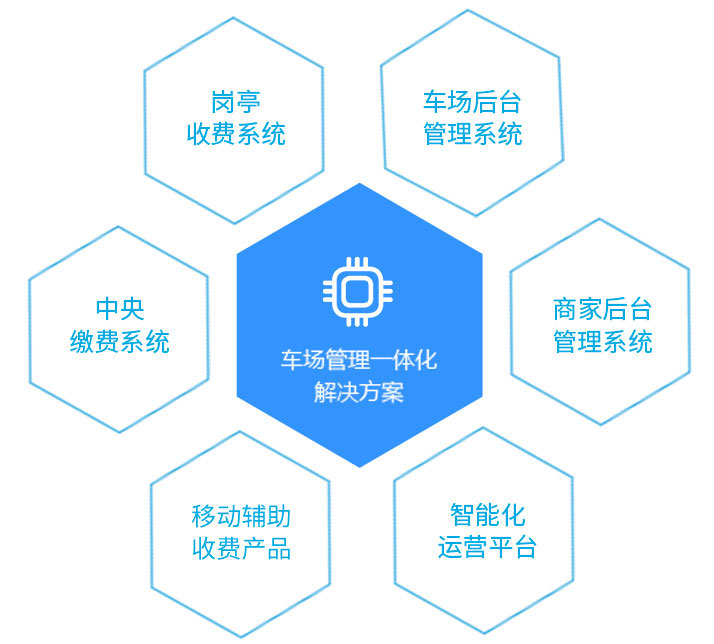 岗亭
收费系统
车场后台
管理系统
中央
缴费系统
车场管理一体化
解决方案
商家后台
管理系统
移动辅助
收费产品
智能化
运营平台